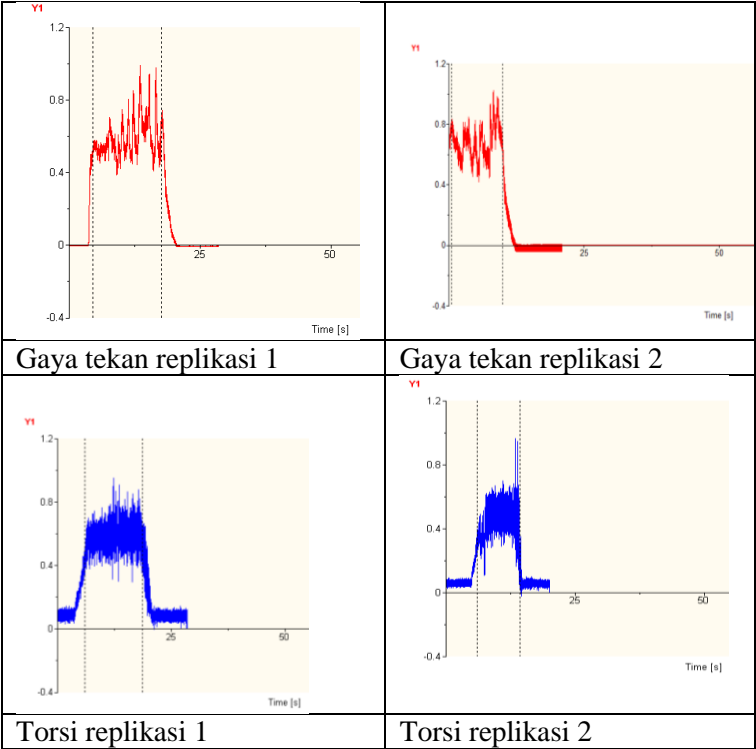 Y1
1.2
0.8
0.4
0
25
50
-0.4
Time [s]
Y1
1.2
0.8
0.4
0
25
50
-0.4
Time [s]
Gaya tekan replikasi 1
Gaya tekan replikasi 2
Y1
1.2
0.8
0.4
0
25
50
-0.4
Time [s]
Y1
1.2
0.8
0.4
0
25
50
-0.4
Time [s]
Torsi replikasi 1
Torsi replikasi 2